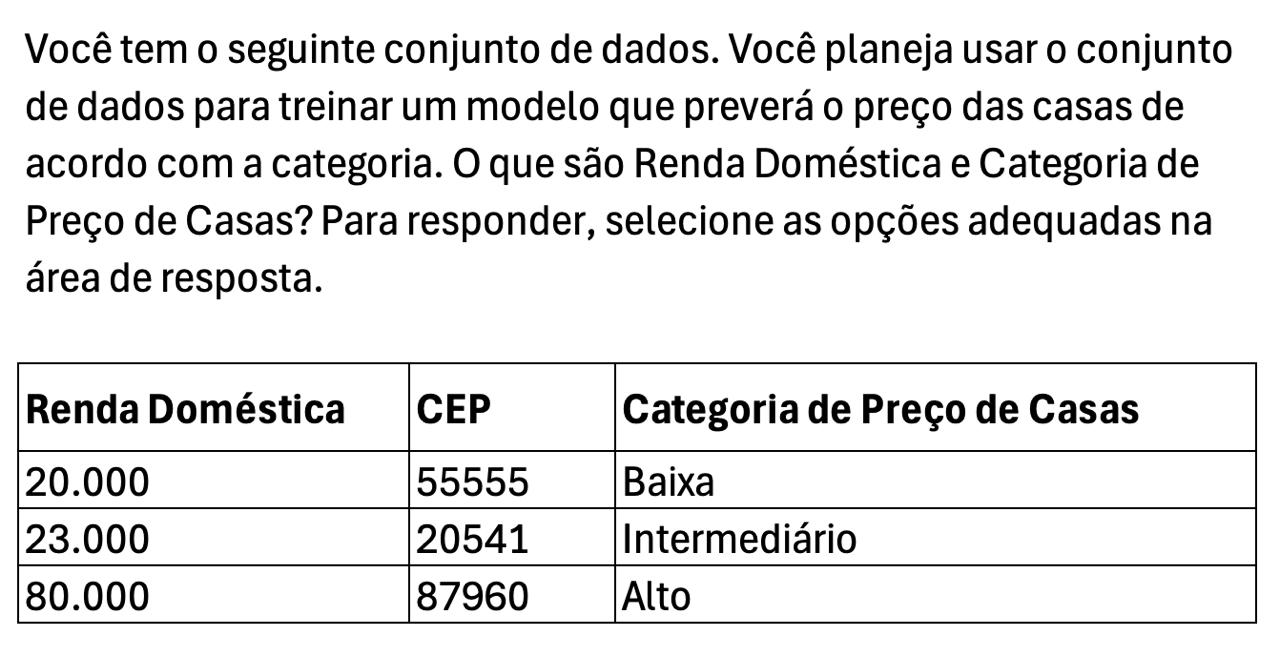 Você tem o seguinte conjunto de dados. Você planeja usar o conjunto
de dados para treinar um modelo que preverá o preço das casas de
acordo com a categoria. O que são Renda Doméstica e Categoria de
Preço de Casas? Para responder, selecione as opções adequadas na
área de resposta.
Renda Doméstica CEP Categoria de Preço de Casas
20.000 55555 Baixa
23.000 20541 Intermediário
80.000 87960 Alto